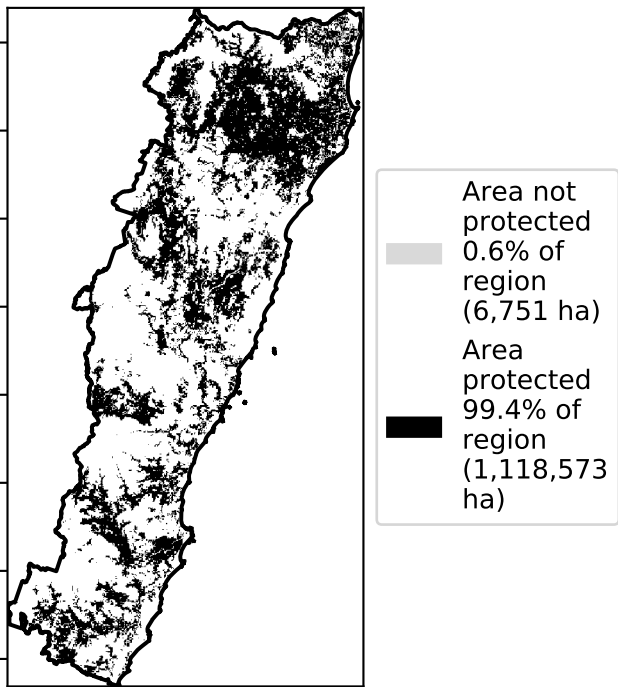 Area not
protected
0.6% of
region
(6,751 ha)
Area
protected
99.4% of
region
(1,118,573
ha)